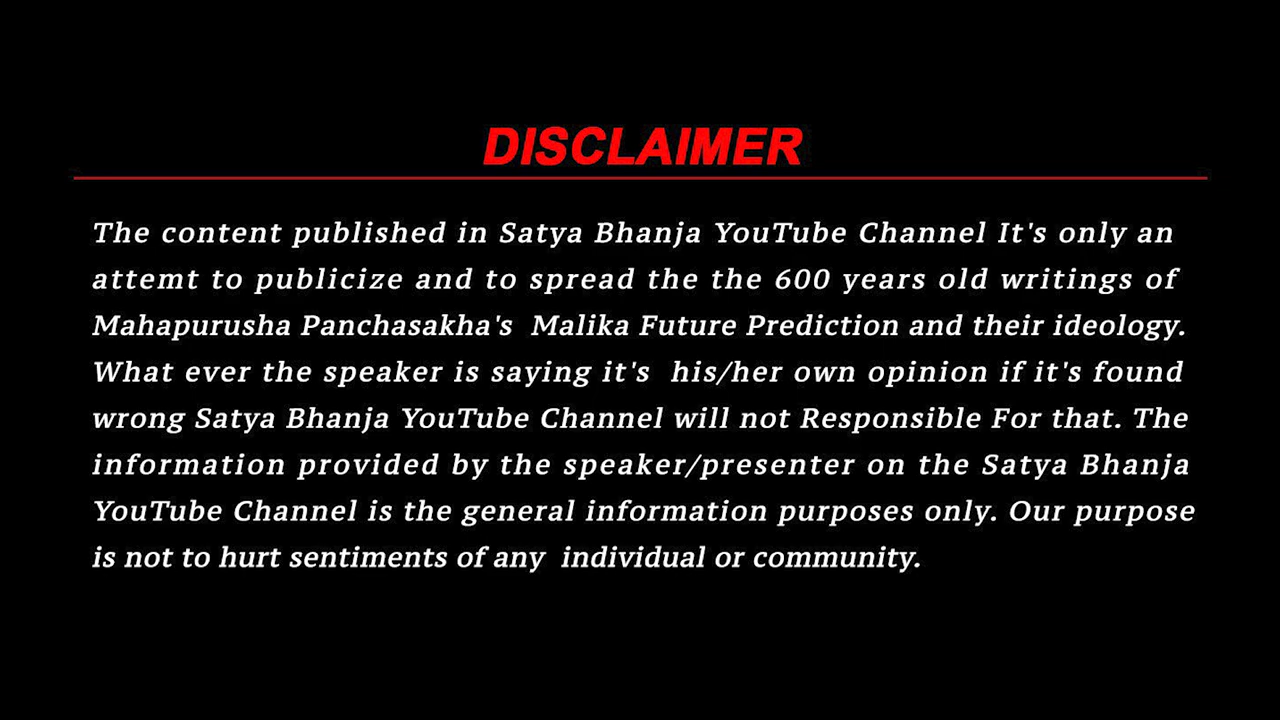 DISCLAIMER
The content published in Satya Bhanja YouTube Channel It's only an
attemt to publicize and to spread the the 600 years old writings of
Mahapurusha Panchasakha's  Malika Future Prediction and their ideology.
What ever the speaker is saying it's  his/her own opinion if it's found
wrong Satya Bhanja YouTube Channel will not Responsible For that. The
information provided by the speaker/presenter on the Satya Bhanja
YouTube Channel is the general information purposes only. Our purpose
is not to hurt sentiments of any  individual or community.